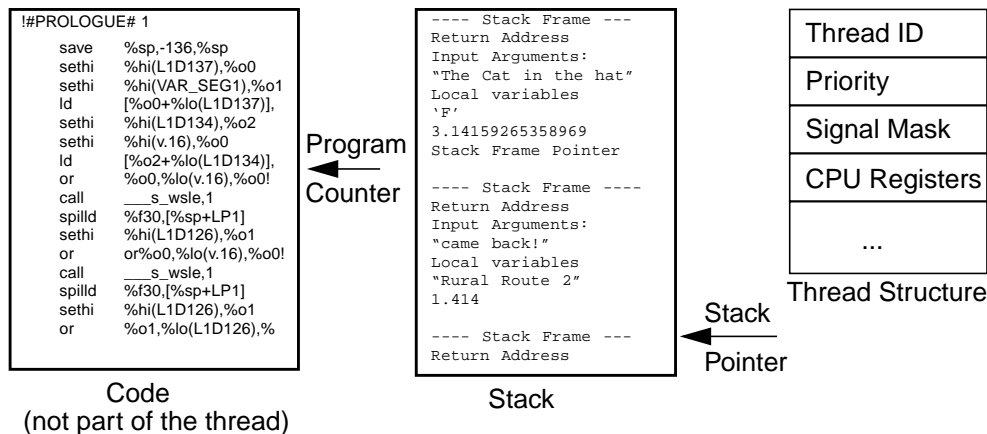 !#PROLOGUE# 1
save %sp,-136,%sp
sethi %hi(L1D137),%o0
sethi %hi(VAR_SEG1),%o1
ld [%o0+%lo(L1D137)],
sethi %hi(L1D134),%o2
sethi %hi(v.16),%o0
ld [%o2+%lo(L1D134)],
or %o0,%lo(v.16),%o0!
call ___s_wsle,1
spilld %f30,[%sp+LP1]
sethi %hi(L1D126),%o1
or or%o0,%lo(v.16),%o0!
call ___s_wsle,1
spilld %f30,[%sp+LP1]
sethi %hi(L1D126),%o1
or %o1,%lo(L1D126),%
Code
(not part of the thread)
Program
Counter
---- Stack Frame ---
Return Address
Input Arguments:
“The Cat in the hat”
Local variables
‘F’
3.14159265358969
Stack Frame Pointer
---- Stack Frame ----
Return Address
Input Arguments:
“came back!”
Local variables
“Rural Route 2”
1.414
---- Stack Frame ---
Return Address
Stack
Stack
Pointer
Thread ID
Priority
Signal Mask
CPU Registers
...
Thread Structure